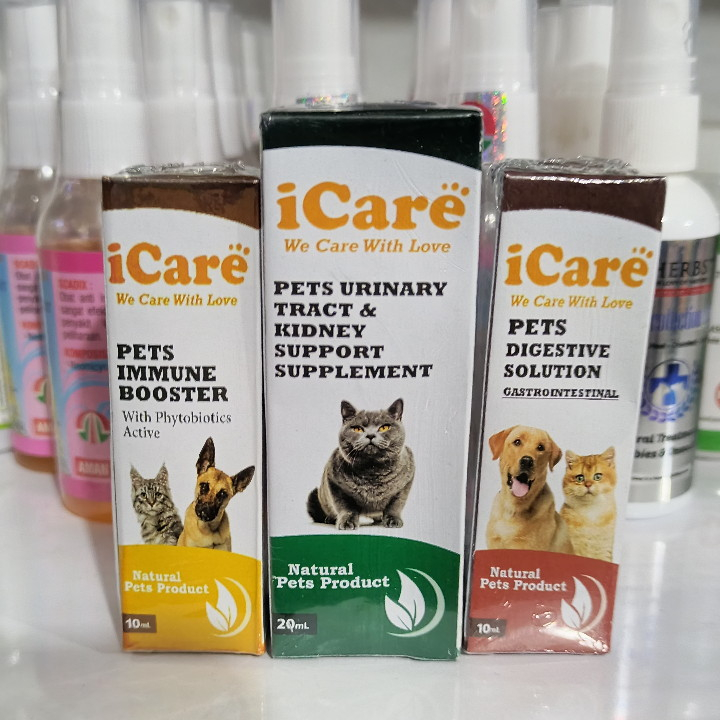 iCare
We Care With Love
PETS
IMMUNE
BOOSTER
With Phytobiotics
Active
Natural
Pets Product
10mL
iCare
We Care With Love
PETS URINARY
TRACT &
KIDNEY
SUPPORT
SUPPLEMENT
Natural
Pets Product
20mL
iCare
We Care With Love
PETS
DIGESTIVE
SOLUTION
GASTROINTESTINAL
Natural
Pets Product
10mL
HERBS